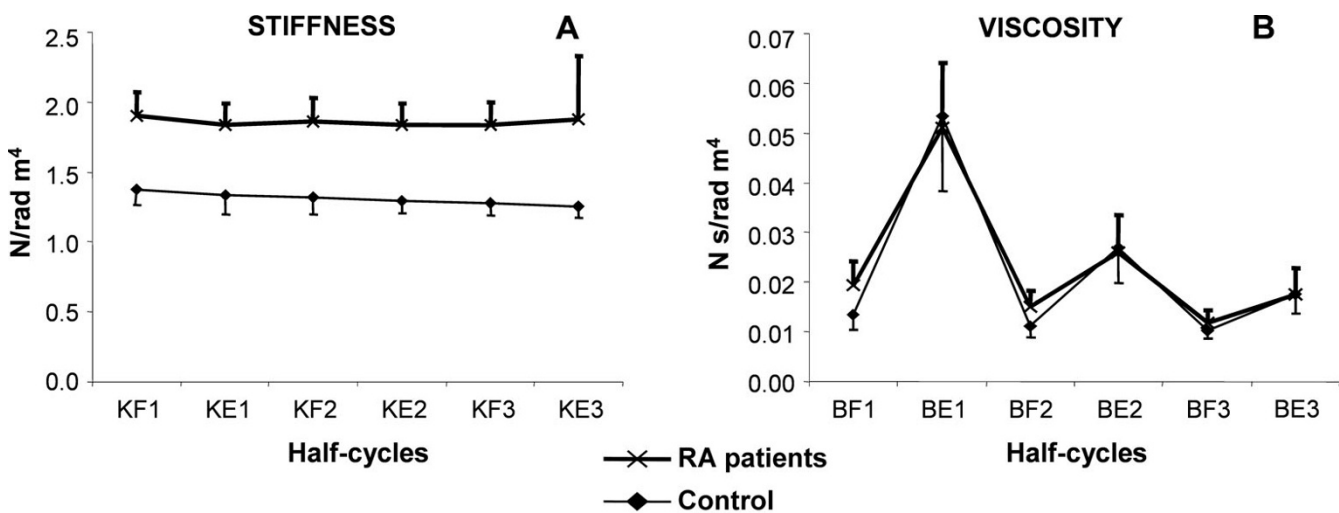 STIFFNESS
A
N/rad m⁴
2.5
2.0
1.5
1.0
0.5
0.0
KF1 KE1 KF2 KE2 KF3 KE3
Half-cycles
VISCOSITY
B
N s/rad m⁴
0.07
0.06
0.05
0.04
0.03
0.02
0.01
0.00
BF1 BE1 BF2 BE2 BF3 BE3
Half-cycles
RA patients
Control